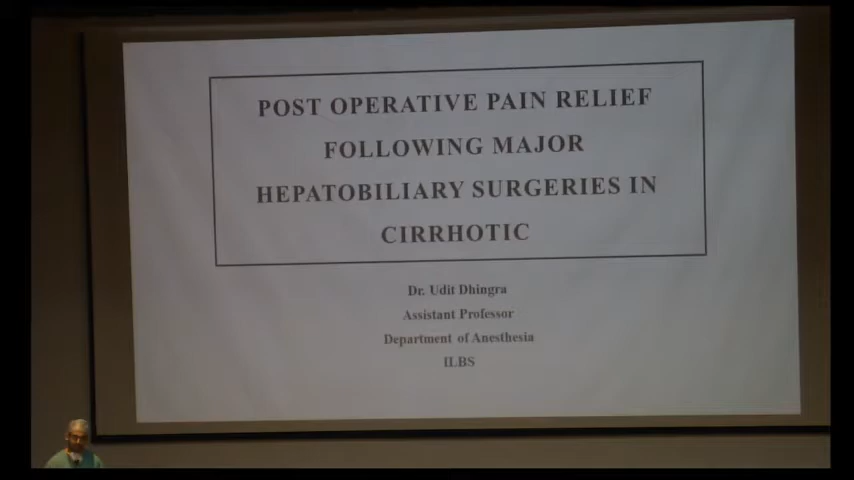 POST OPERATIVE PAIN RELIEF
FOLLOWING MAJOR
HEPATOBILIARY SURGERIES IN
CIRRHOTIC
Dr. Udit Dhingra
Assistant Professor
Department of Anesthesia
ILBS